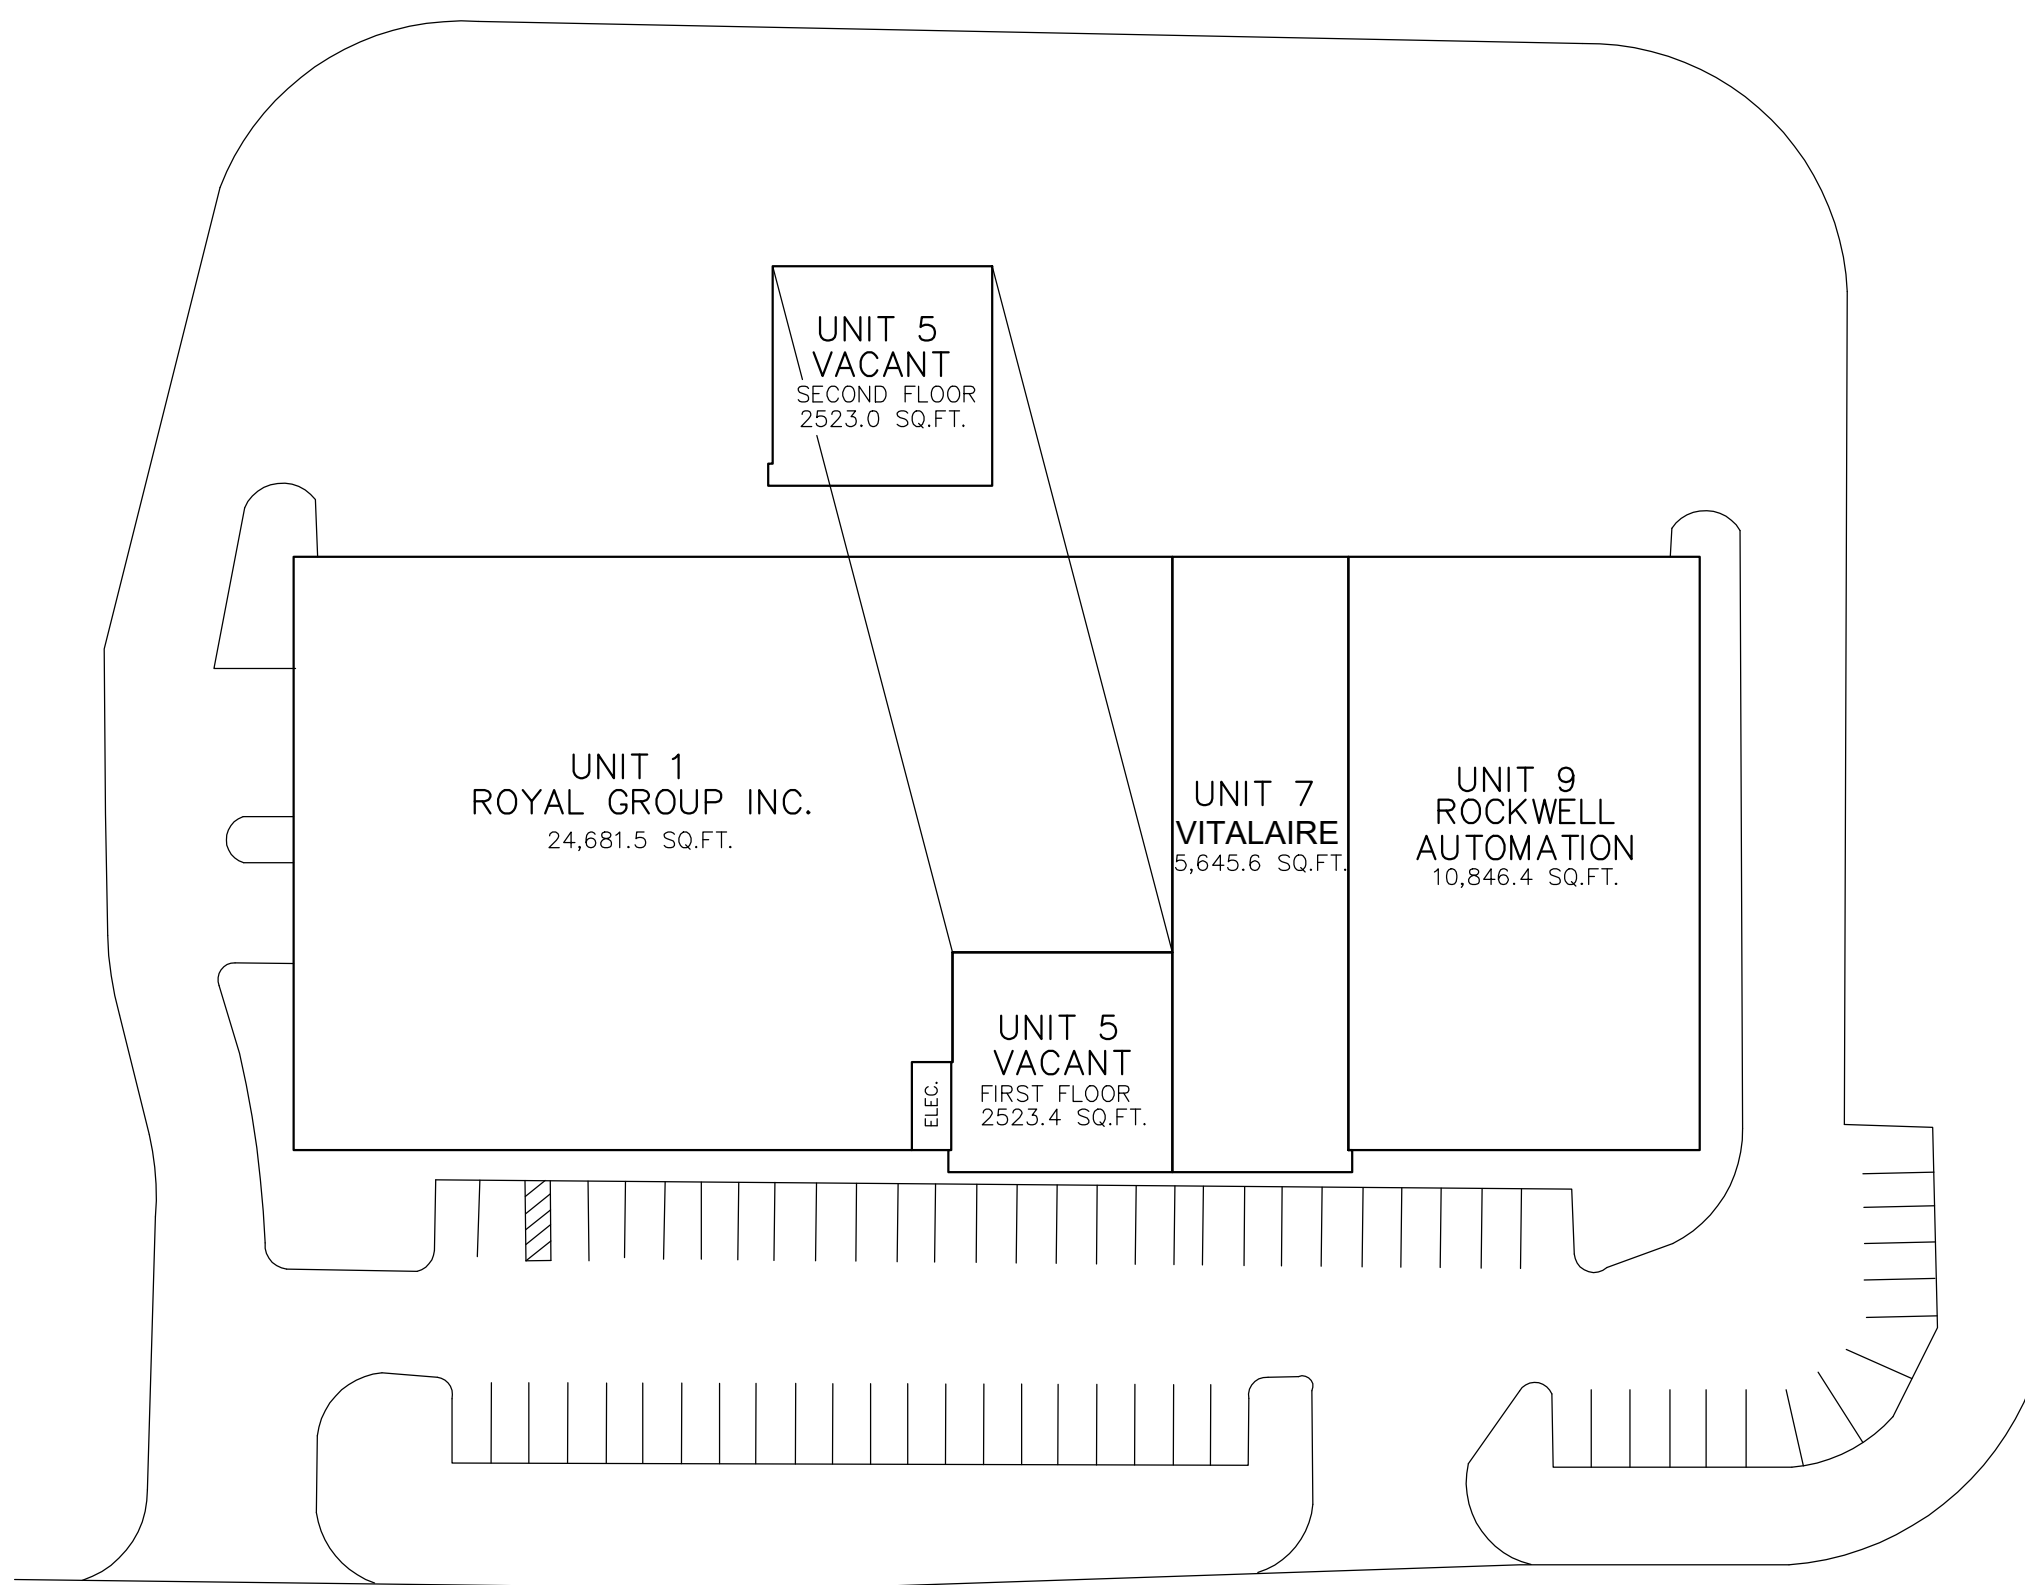 UNIT 5
VACANT
SECOND FLOOR
2523.0 SQ.FT.
UNIT 1
ROYAL GROUP INC.
24,681.5 SQ.FT.
UNIT 7
VITALAIRE
5,645.6 SQ.FT.
UNIT 9
ROCKWELL
AUTOMATION
10,846.4 SQ.FT.
UNIT 5
VACANT
FIRST FLOOR
2523.4 SQ.FT.
ELEC.